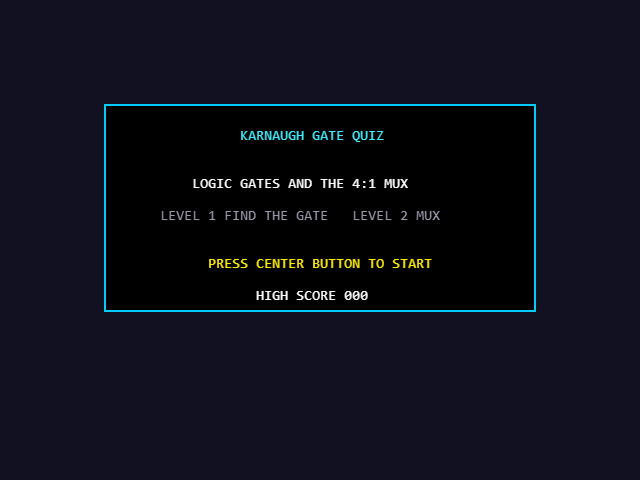 KARNAUGH GATE QUIZ
LOGIC GATES AND THE 4:1 MUX
LEVEL 1 FIND THE GATE   LEVEL 2 MUX
PRESS CENTER BUTTON TO START
HIGH SCORE 000